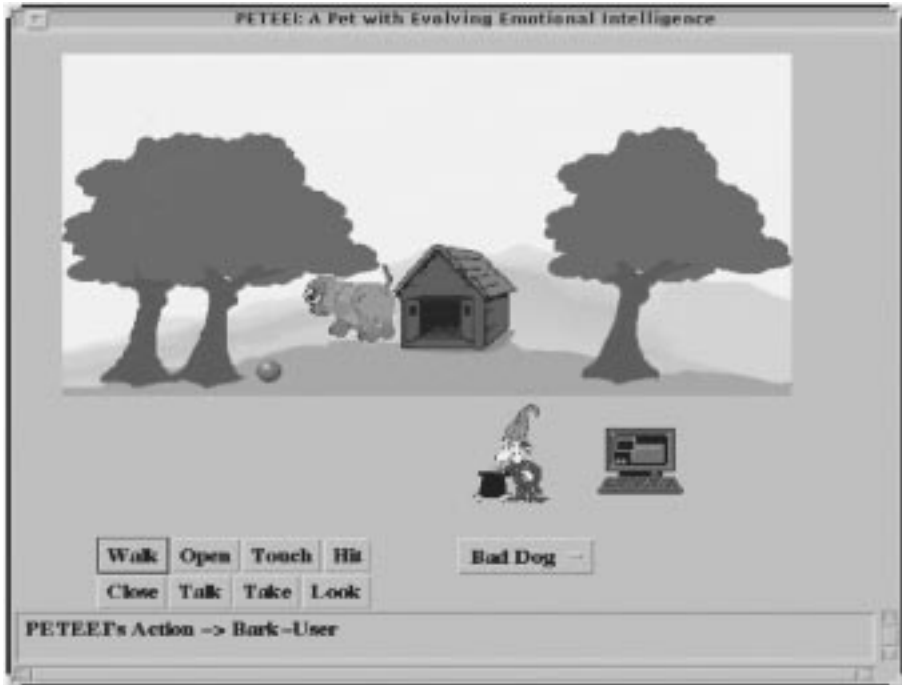 PETEEI: A Pet with Evolving Emotional Intelligence
Walk Open Touch Hit
Bad Dog
Close Talk Take Look
PETEEI's Action -> Bark-User